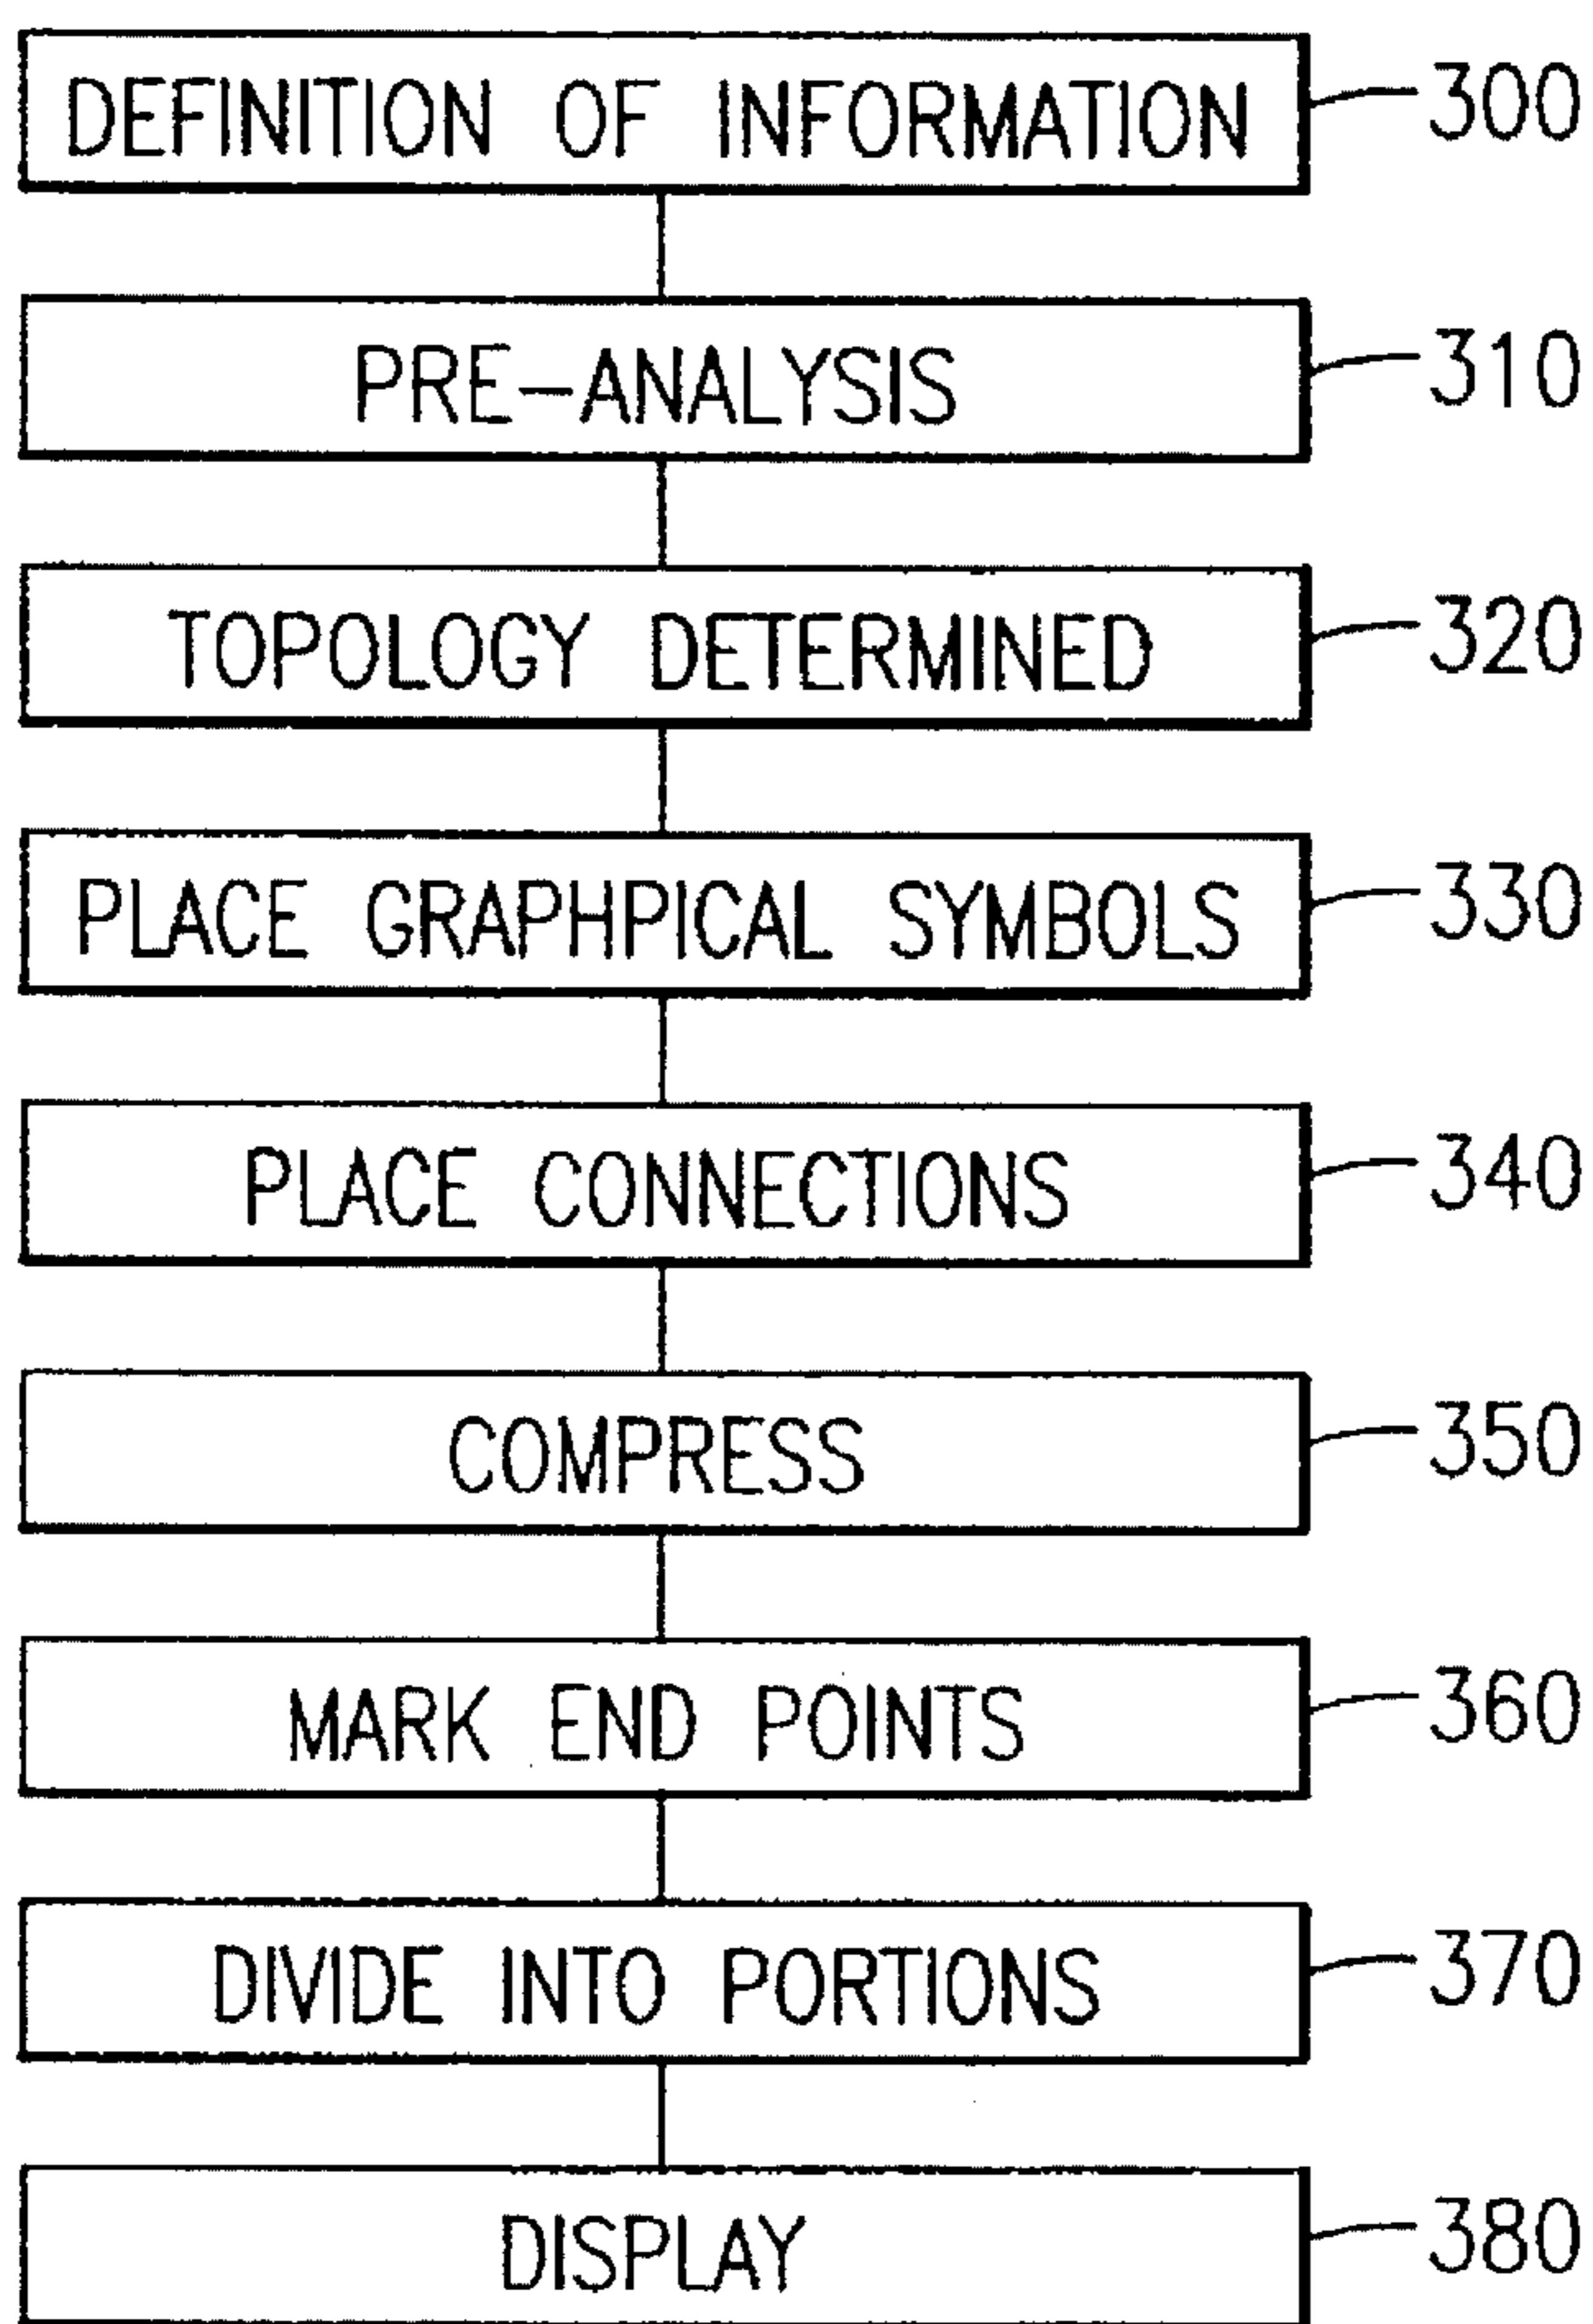 DEFINITION OF INFORMATION 300
PRE-ANALYSIS 310
TOPOLOGY DETERMINED 320
PLACE GRAPHPICAL SYMBOLS 330
PLACE CONNECTIONS 340
COMPRESS 350
MARK END POINTS 360
DIVIDE INTO PORTIONS 370
DISPLAY 380